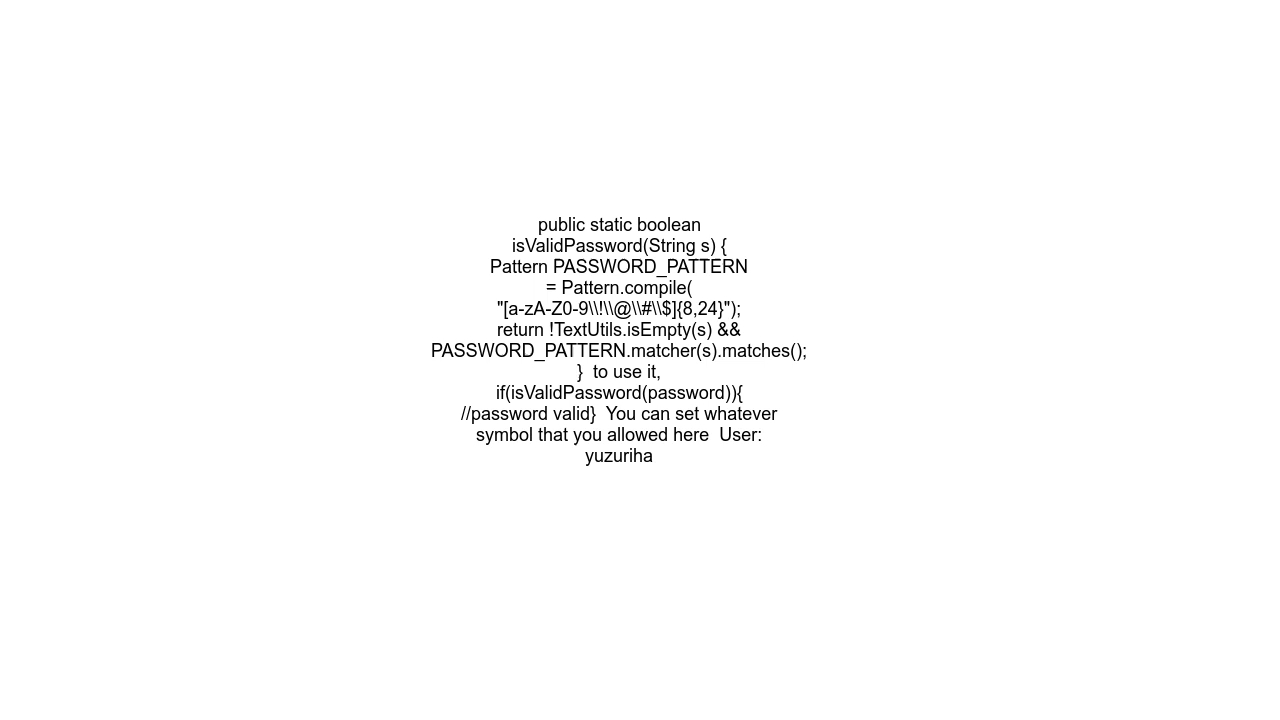 public static boolean
isValidPassword(String s) {
Pattern PASSWORD_PATTERN
= Pattern.compile(
"[a-zA-Z0-9\\!\\@\\#\\$]{8,24}");
return !TextUtils.isEmpty(s) &&
PASSWORD_PATTERN.matcher(s).matches();
}  to use it,
if(isValidPassword(password)){
//password valid}  You can set whatever
symbol that you allowed here  User:
yuzuriha